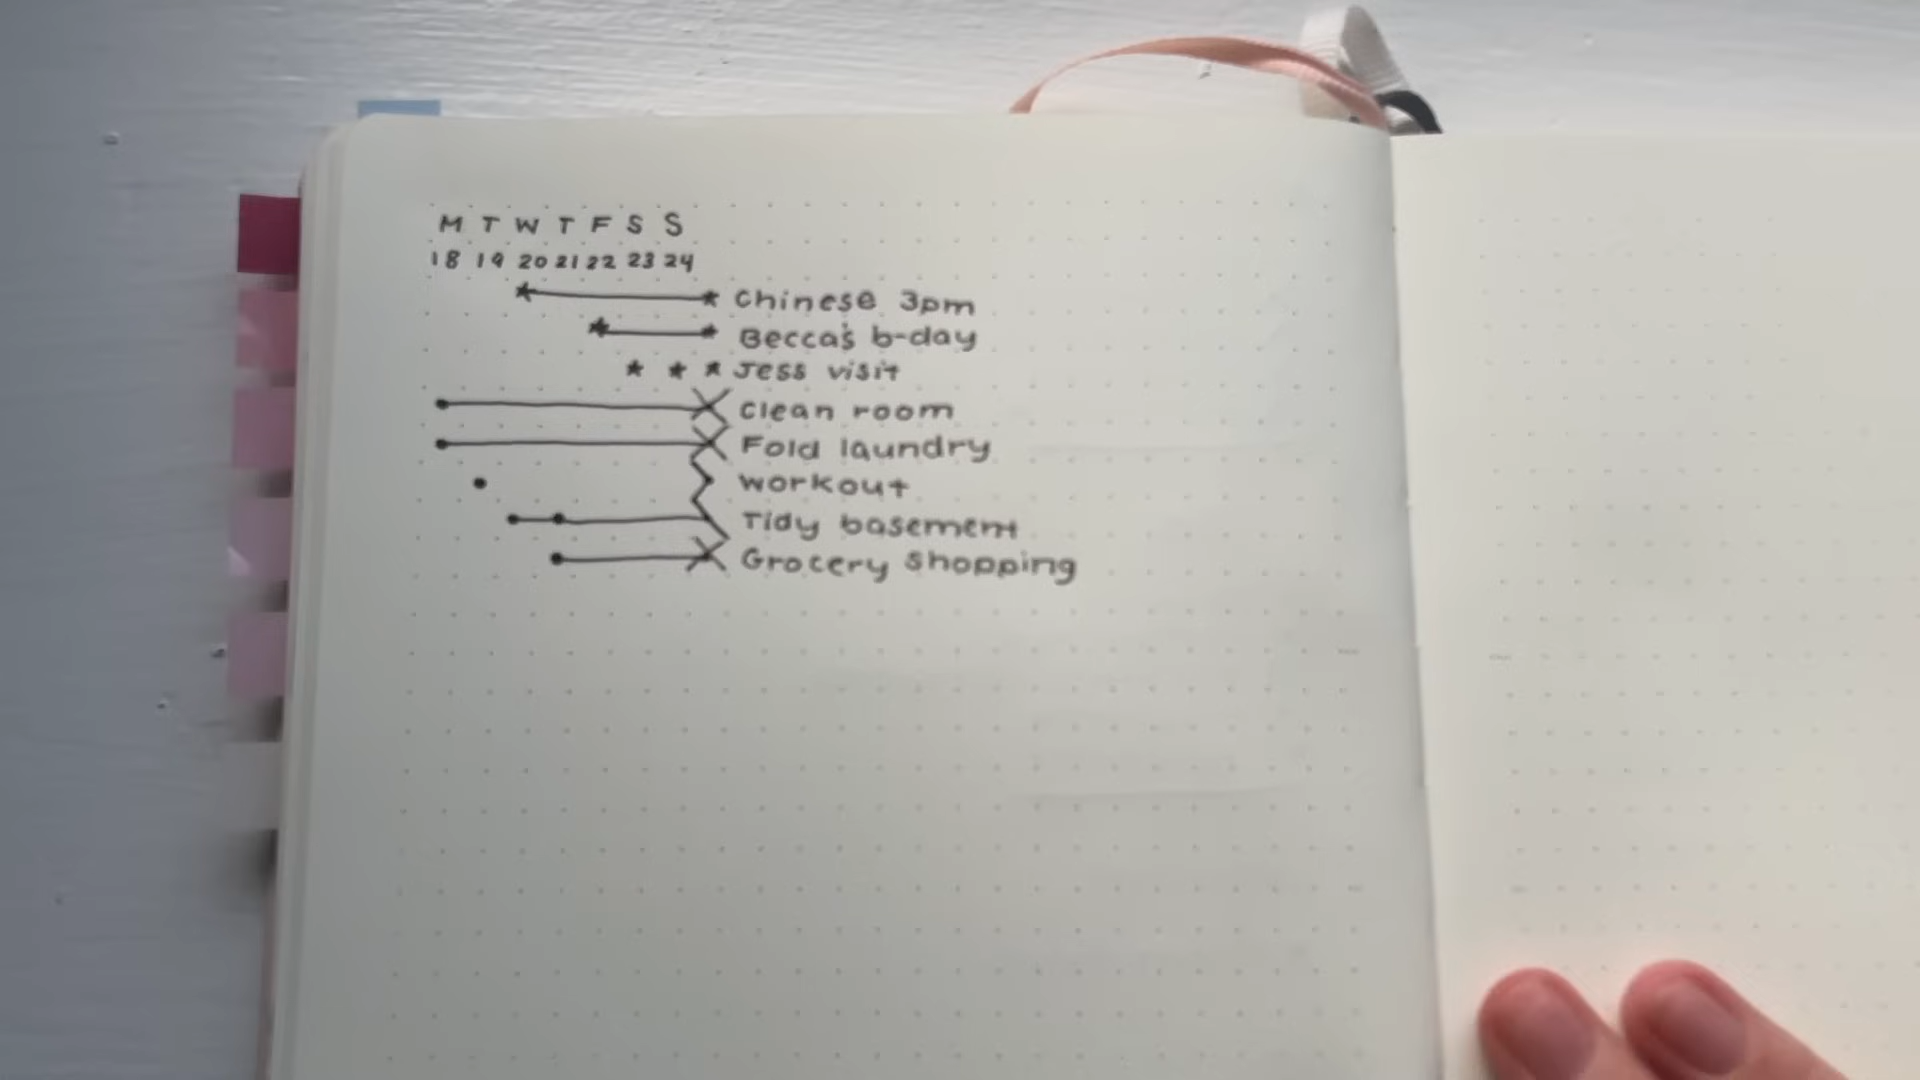 M T W T F S S
18 19 20 21 22 23 24
Chinese 3pm
Becca's b-day
Jess visit
Clean room
Fold laundry
workout
Tidy basement
Grocery shopping